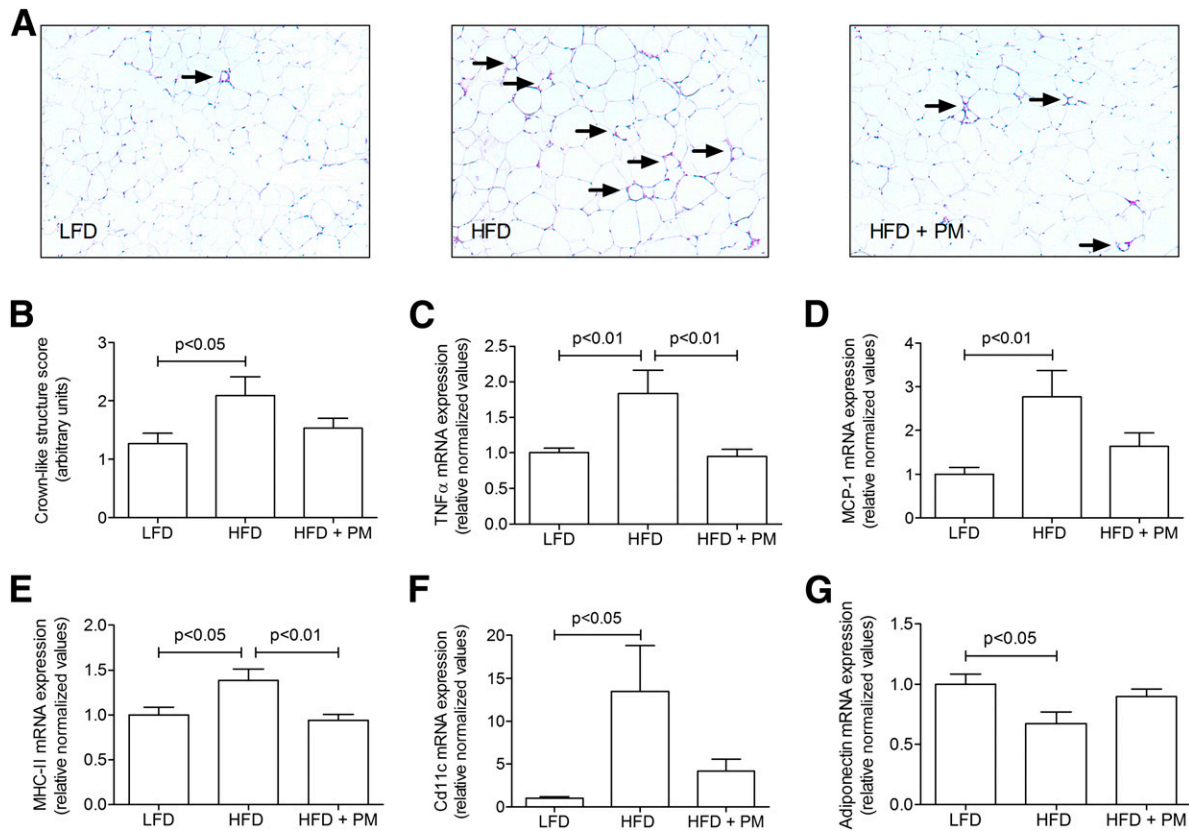 A
LFD
HFD
HFD + PM
B
Crown-like structure score
(arbitrary units)
3
2
1
0
p<0.05
LFD
HFD
HFD + PM
C
TNFα mRNA expression
(relative normalized values)
2.5
2.0
1.5
1.0
0.5
0.0
p<0.01
p<0.01
LFD
HFD
HFD + PM
D
MCP-1 mRNA expression
(relative normalized values)
4
3
2
1
0
p<0.01
LFD
HFD
HFD + PM
E
MHC-II mRNA expression
(relative normalized values)
2.0
1.5
1.0
0.5
0.0
p<0.05
p<0.01
LFD
HFD
HFD + PM
F
Cd11c mRNA expression
(relative normalized values)
20
15
10
5
0
p<0.05
LFD
HFD
HFD + PM
G
Adiponectin mRNA expression
(relative normalized values)
1.5
1.0
0.5
0.0
p<0.05
LFD
HFD
HFD + PM